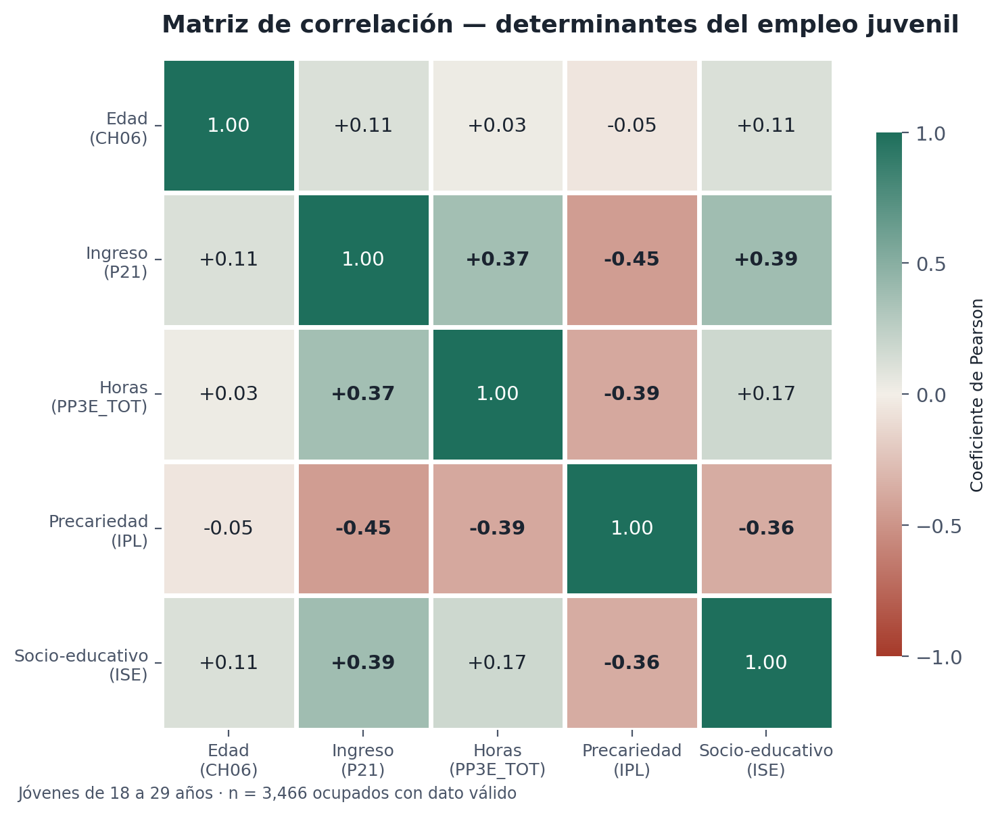 Matriz de correlación — determinantes del empleo juvenil
Edad
(CH06)
1.00
+0.11
+0.03
-0.05
+0.11
Ingreso
(P21)
+0.11
1.00
+0.37
-0.45
+0.39
Horas
(PP3E_TOT)
+0.03
+0.37
1.00
-0.39
+0.17
Precariedad
(IPL)
-0.05
-0.45
-0.39
1.00
-0.36
Socio-educativo
(ISE)
+0.11
+0.39
+0.17
-0.36
1.00
Edad
(CH06)
Ingreso
(P21)
Horas
(PP3E_TOT)
Precariedad
(IPL)
Socio-educativo
(ISE)
1.0
0.5
0.0
−0.5
−1.0
Coeficiente de Pearson
Jóvenes de 18 a 29 años · n = 3,466 ocupados con dato válido